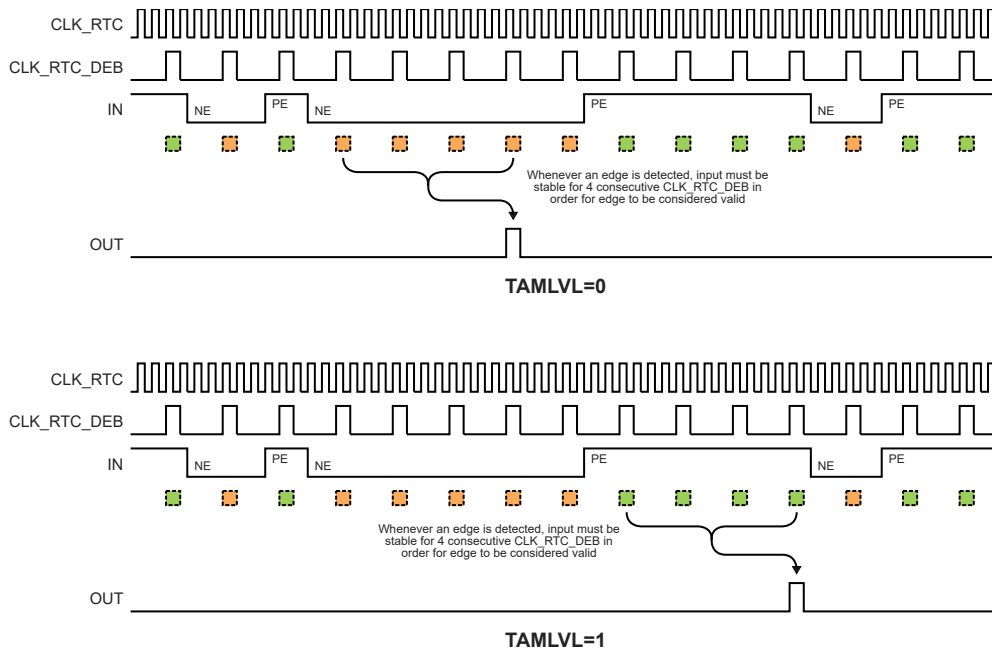 CLK_RTC
CLK_RTC_DEB
IN
NE
PE
NE
PE
NE
PE
Whenever an edge is detected, input must be
stable for 4 consecutive CLK_RTC_DEB in
order for edge to be considered valid
OUT
TAMLVL=0
CLK_RTC
CLK_RTC_DEB
IN
NE
PE
NE
PE
NE
PE
Whenever an edge is detected, input must be
stable for 4 consecutive CLK_RTC_DEB in
order for edge to be considered valid
OUT
TAMLVL=1